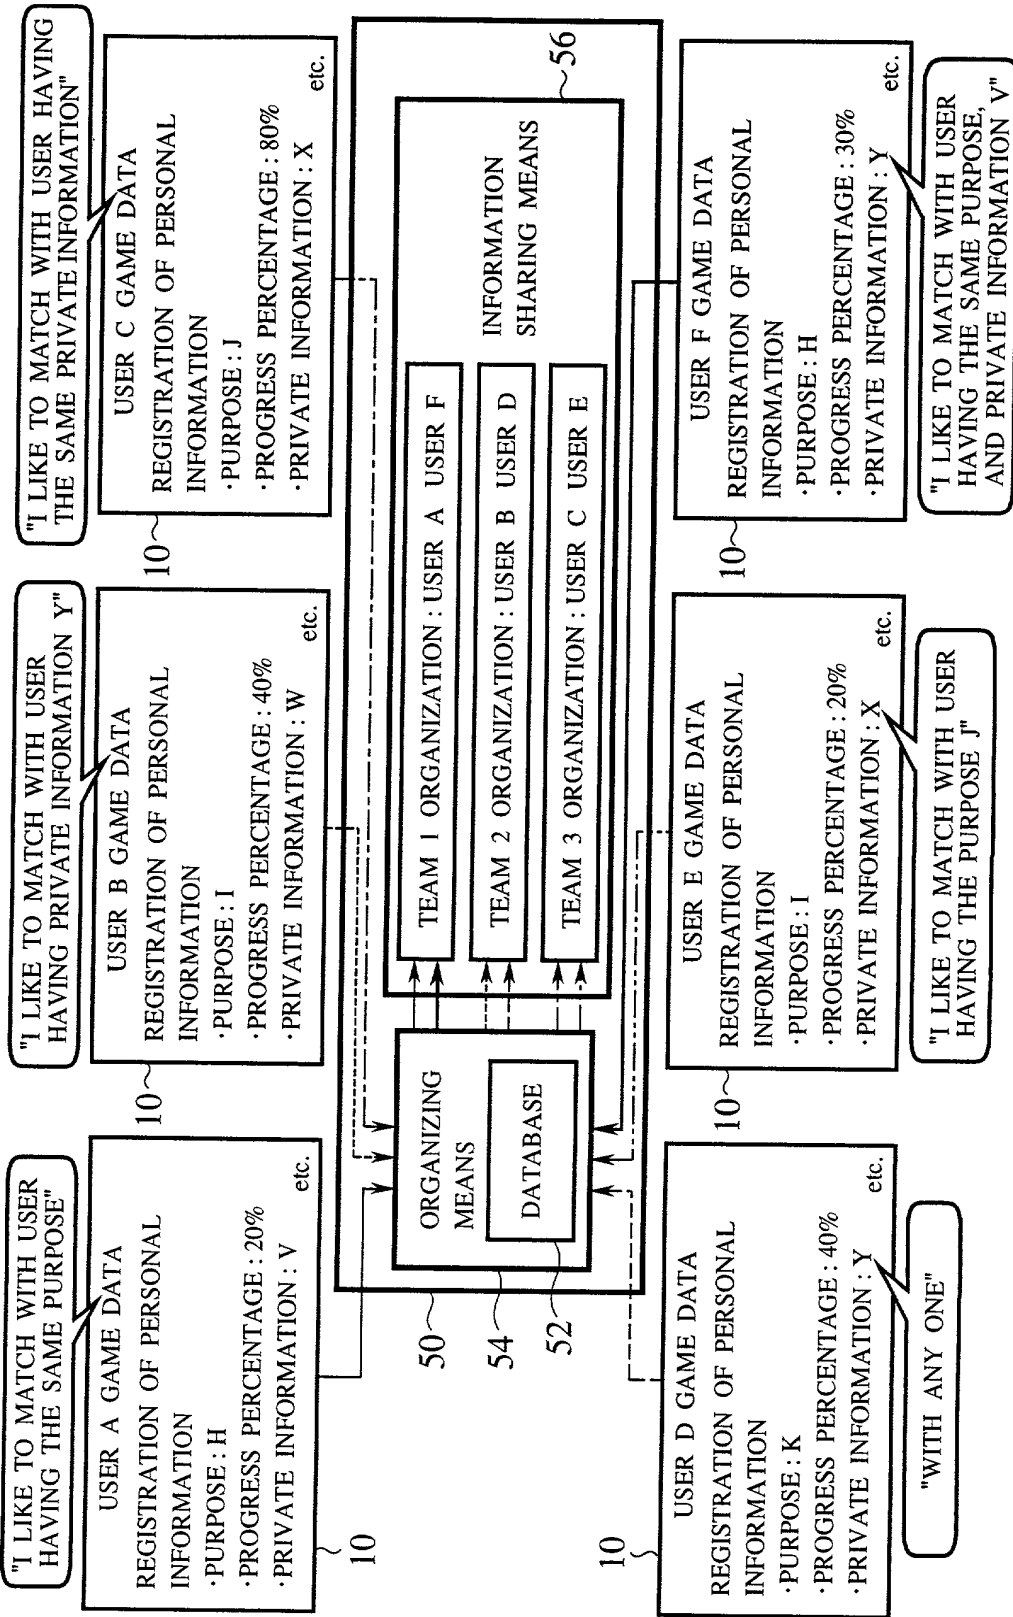 "I LIKE TO MATCH WITH USER
HAVING THE SAME PURPOSE"
USER A GAME DATA
REGISTRATION OF PERSONAL
INFORMATION
·PURPOSE : H
·PROGRESS PERCENTAGE : 20%
·PRIVATE INFORMATION : V
etc.
10
"I LIKE TO MATCH WITH USER
HAVING PRIVATE INFORMATION Y"
USER B GAME DATA
REGISTRATION OF PERSONAL
INFORMATION
·PURPOSE : I
·PROGRESS PERCENTAGE : 40%
·PRIVATE INFORMATION : W
etc.
10
"I LIKE TO MATCH WITH USER HAVING
THE SAME PRIVATE INFORMATION"
USER C GAME DATA
REGISTRATION OF PERSONAL
INFORMATION
·PURPOSE : J
·PROGRESS PERCENTAGE : 80%
·PRIVATE INFORMATION : X
etc.
10
50
54
52
ORGANIZING
MEANS
DATABASE
TEAM 1 ORGANIZATION : USER A USER F
TEAM 2 ORGANIZATION : USER B USER D
TEAM 3 ORGANIZATION : USER C USER E
INFORMATION
SHARING MEANS
56
10
USER D GAME DATA
REGISTRATION OF PERSONAL
INFORMATION
·PURPOSE : K
·PROGRESS PERCENTAGE : 40%
·PRIVATE INFORMATION : Y
etc.
"WITH ANY ONE"
10
USER E GAME DATA
REGISTRATION OF PERSONAL
INFORMATION
·PURPOSE : I
·PROGRESS PERCENTAGE : 20%
·PRIVATE INFORMATION : X
etc.
"I LIKE TO MATCH WITH USER
HAVING THE PURPOSE J"
10
USER F GAME DATA
REGISTRATION OF PERSONAL
INFORMATION
·PURPOSE : H
·PROGRESS PERCENTAGE : 30%
·PRIVATE INFORMATION : Y
etc.
"I LIKE TO MATCH WITH USER
HAVING THE SAME PURPOSE,
AND PRIVATE INFORMATION V"